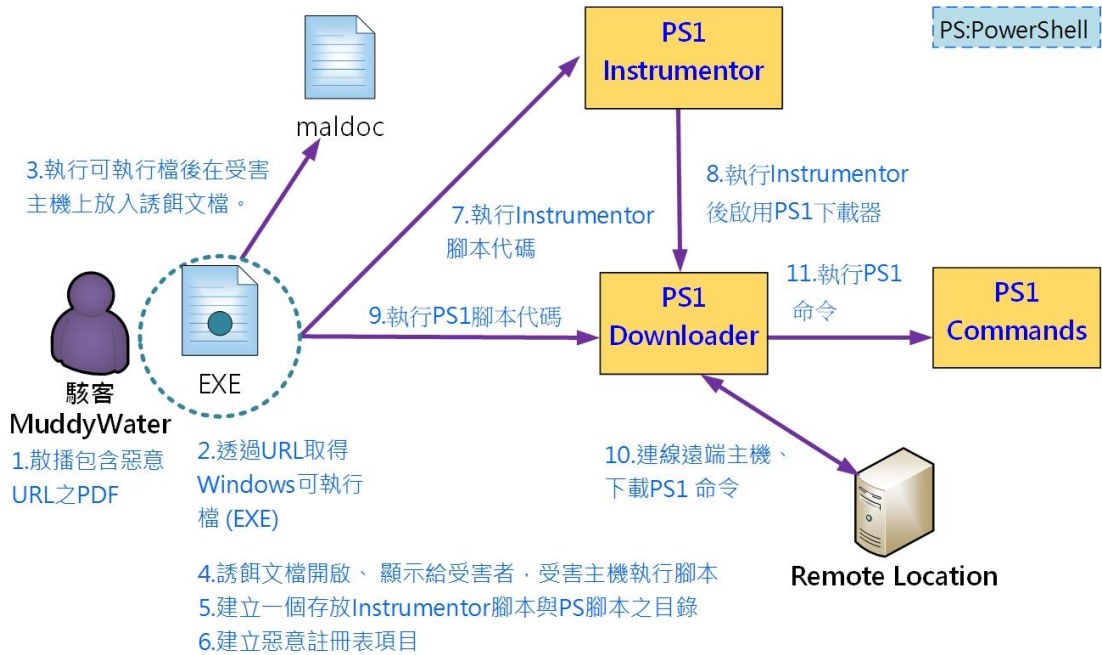 PS1
Instrumentor
PS:PowerShell
maldoc
3.執行可執行檔後在受害
主機上放入誘餌文檔。
7.執行Instrumentor
腳本代碼
8.執行Instrumentor
後啟用PS1下載器
EXE
9.執行PS1腳本代碼
PS1
Downloader
11.執行PS1
命令
PS1
Commands
駭客
MuddyWater
1.散播包含惡意
URL之PDF
2.透過URL取得
Windows可執行
檔 (EXE)
10.連線遠端主機、
下載PS1 命令
Remote Location
4.誘餌文檔開啟、 顯示給受害者，受害主機執行腳本
5.建立一個存放Instrumentor腳本與PS腳本之目錄
6.建立惡意註冊表項目